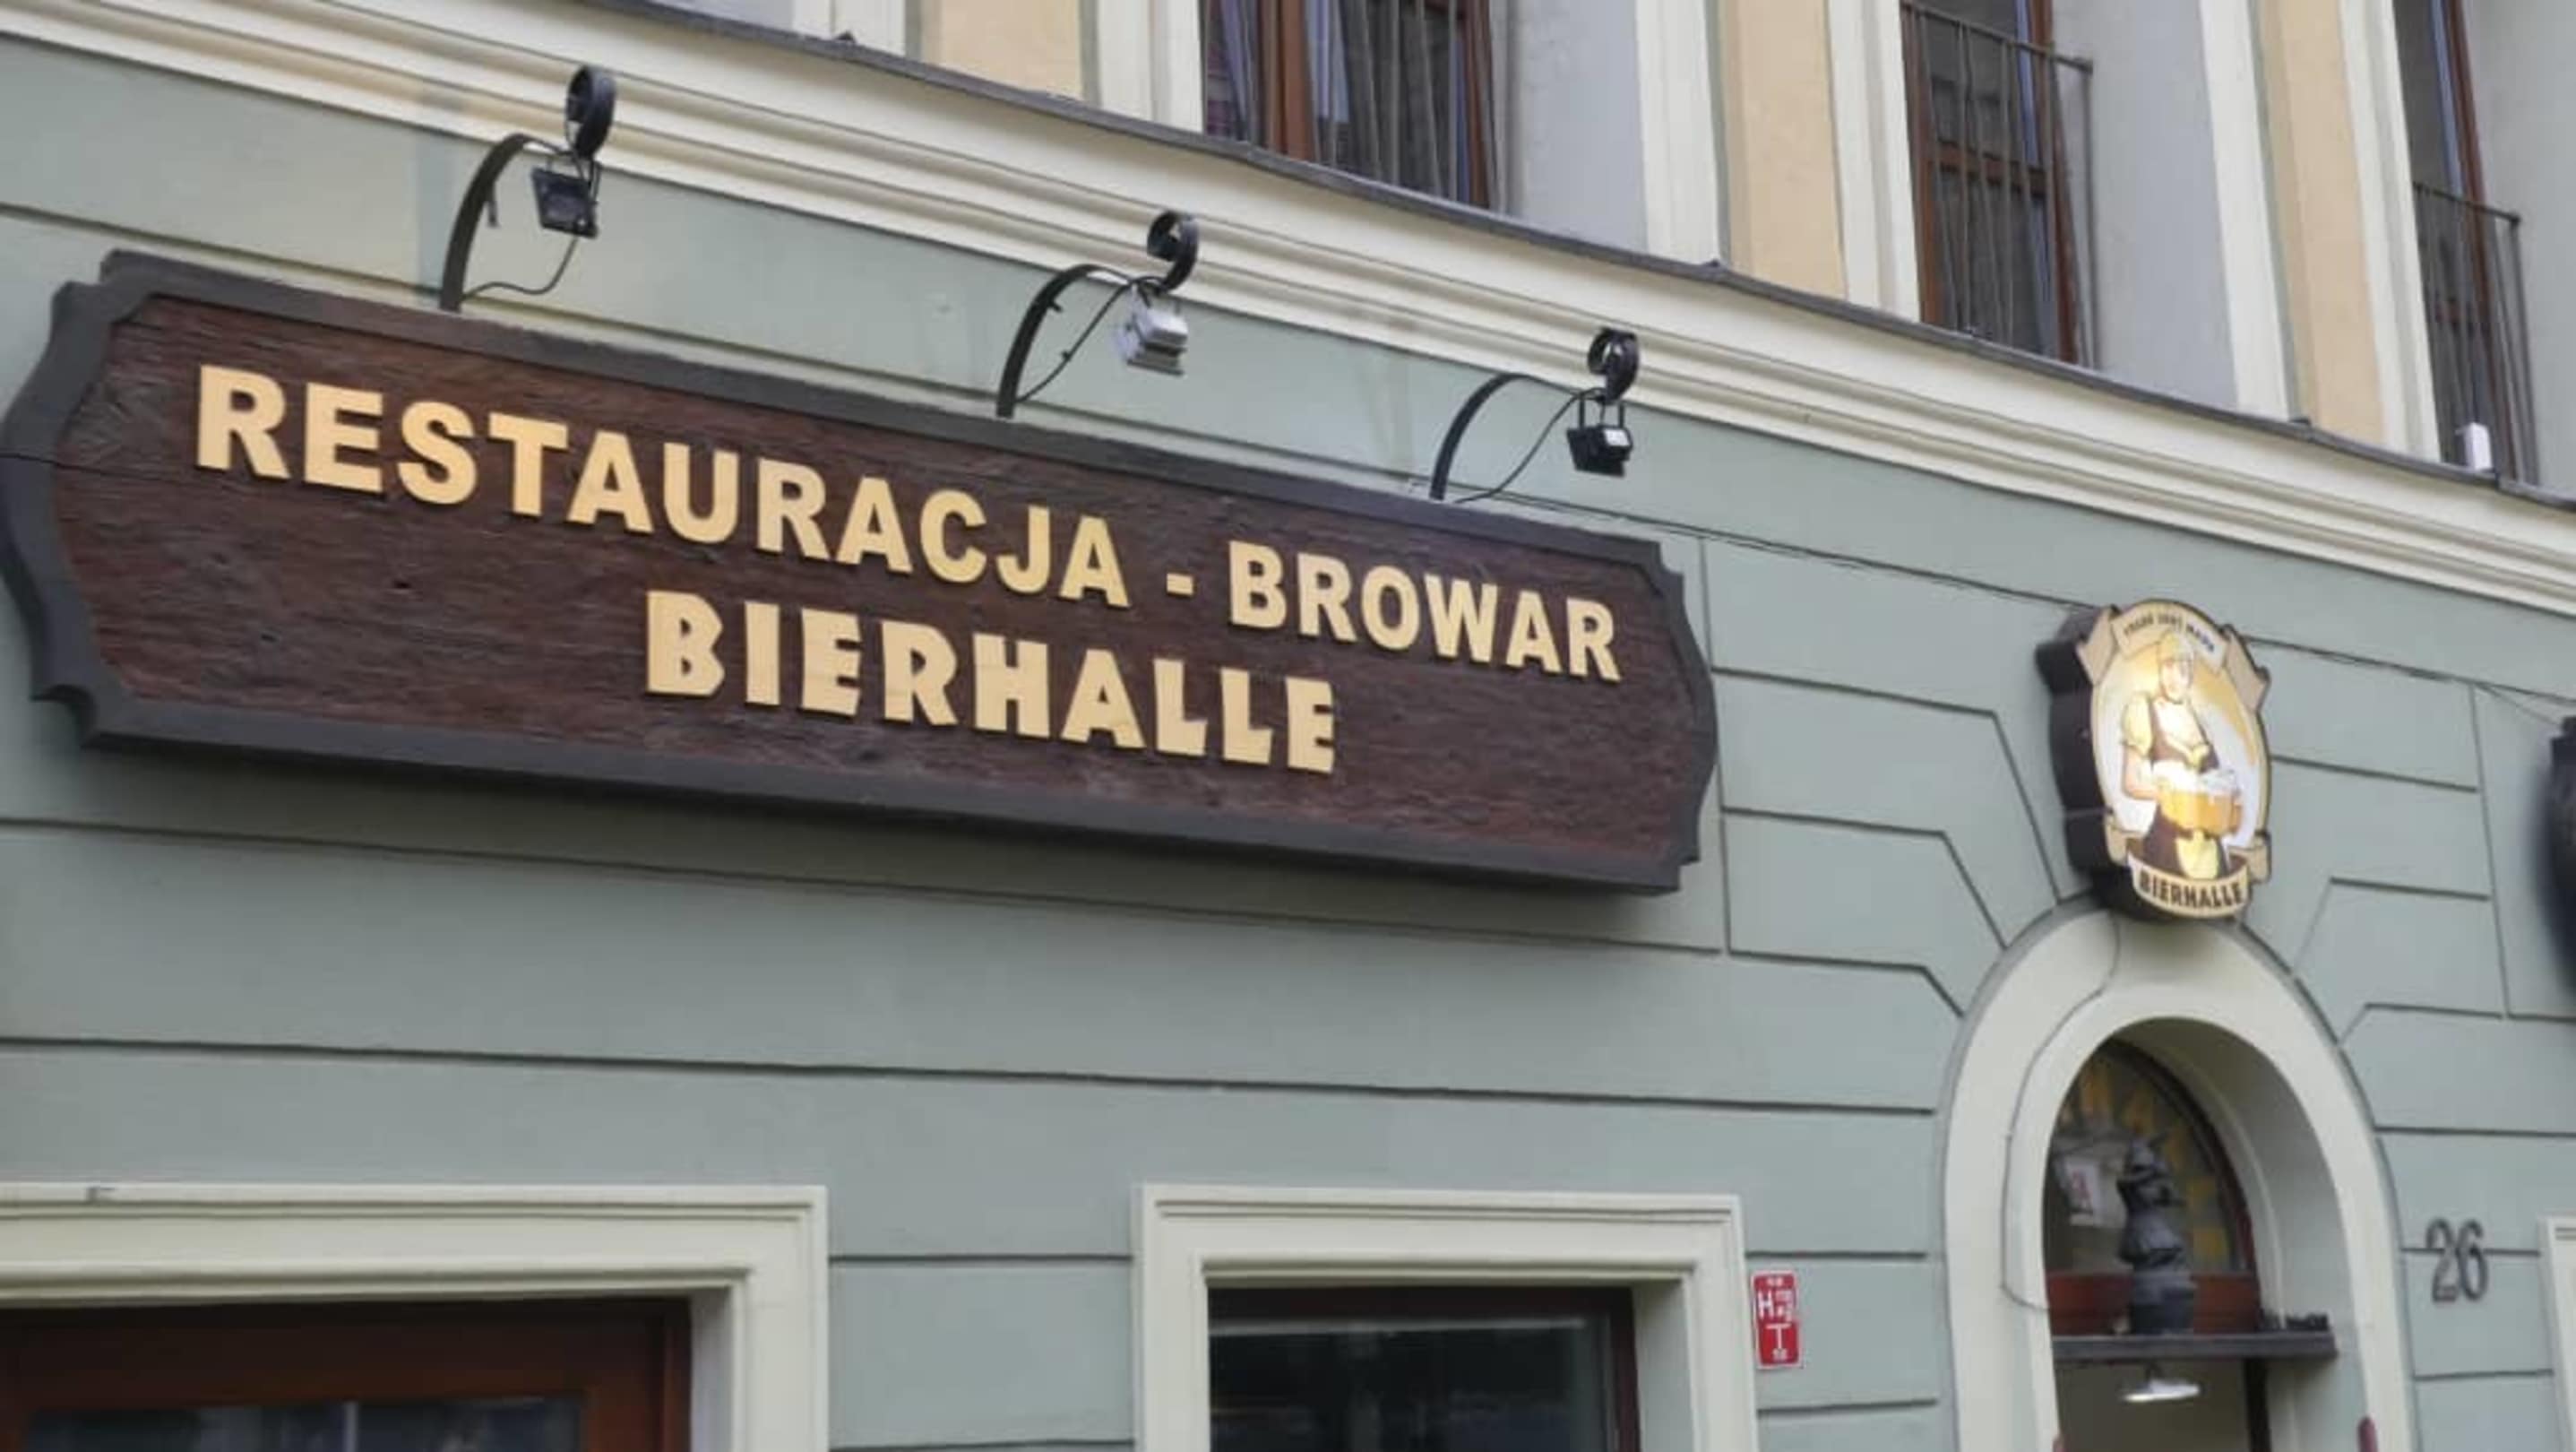 RESTAURACJA - BROWAR
BIERHALLE
BIERHALLE
26
H
T